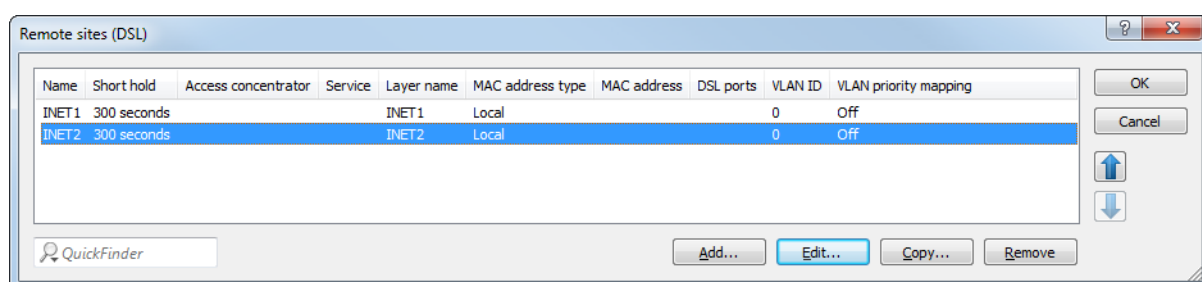 Remote sites (DSL)
Name Short hold Access concentrator Service Layer name MAC address type MAC address DSL ports VLAN ID VLAN priority mapping
INET1 300 seconds INET1 Local 0 Off
INET2 300 seconds INET2 Local 0 Off
OK
Cancel
QuickFinder
Add... Edit... Copy... Remove